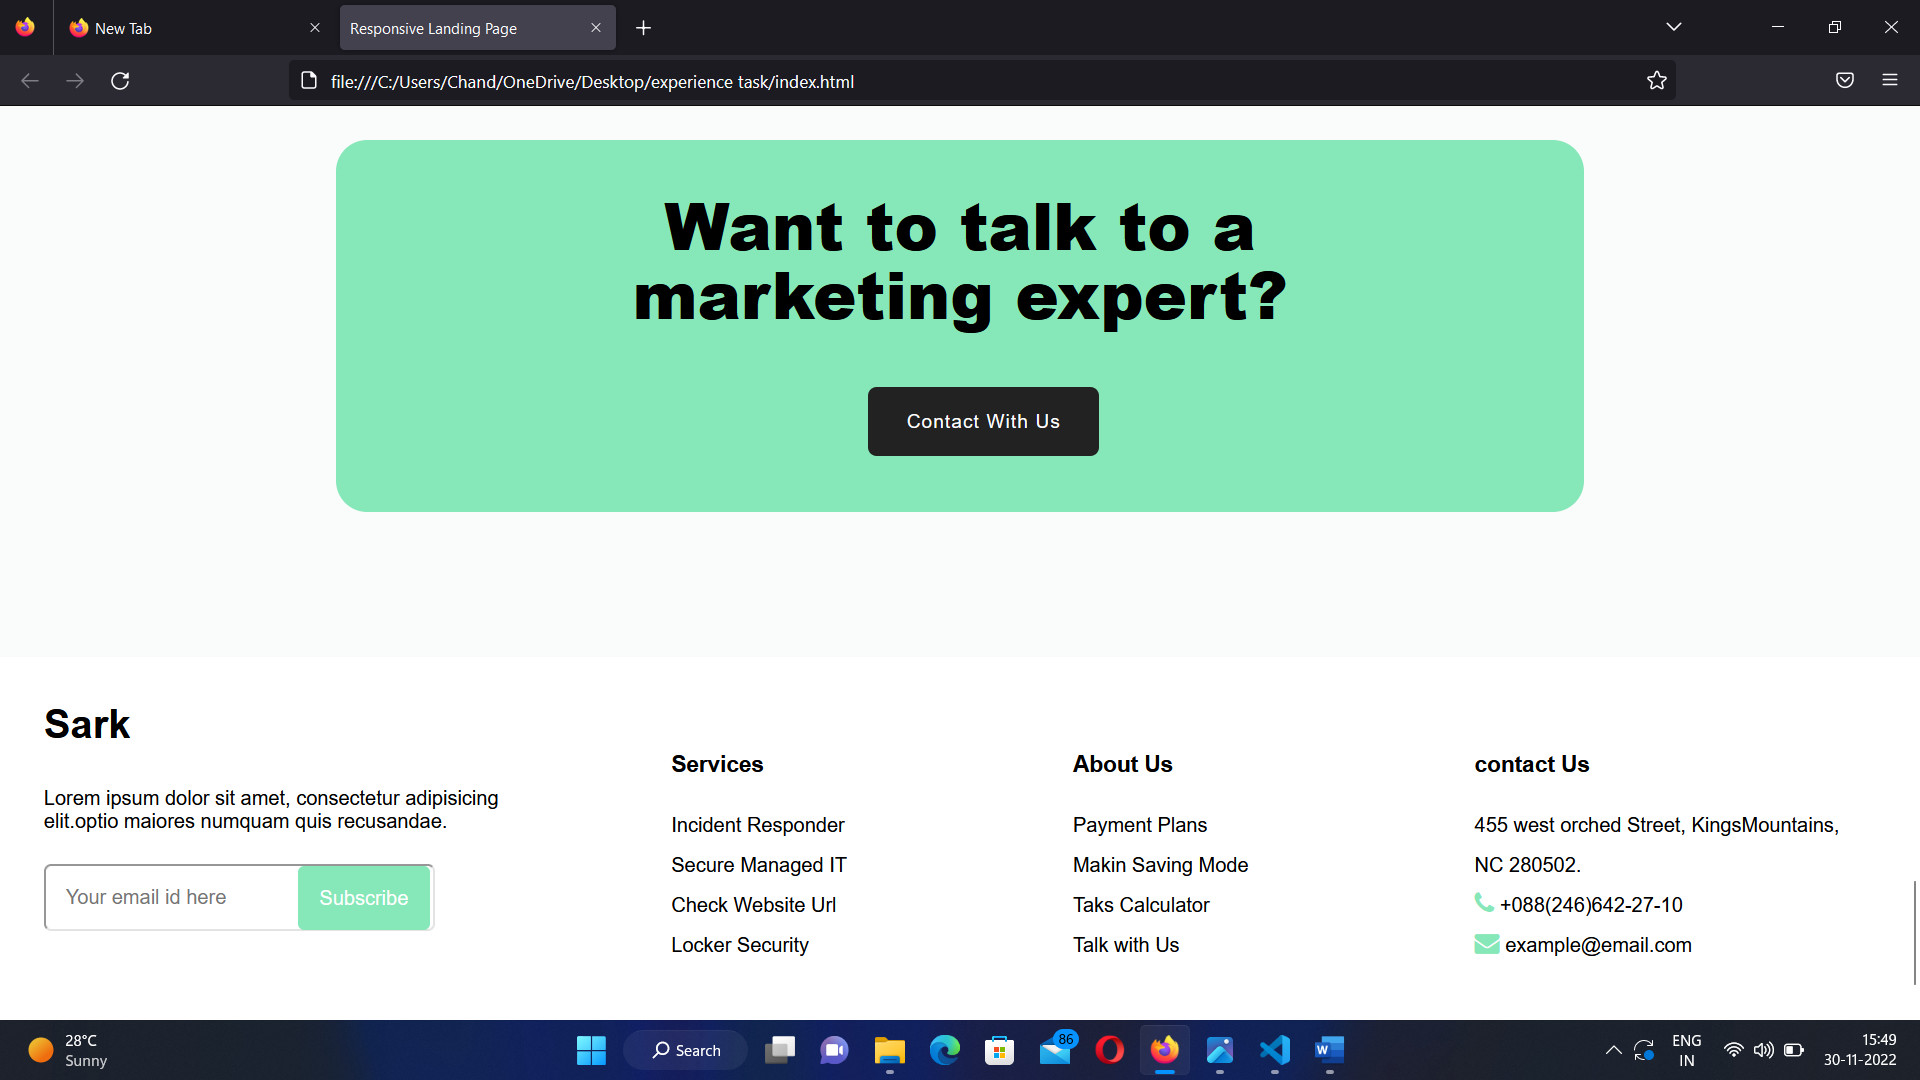 New Tab
Responsive Landing Page
file:///C:/Users/Chand/OneDrive/Desktop/experience task/index.html
Want to talk to a
marketing expert?
Contact With Us
Sark
Lorem ipsum dolor sit amet, consectetur adipisicing
elit.optio maiores numquam quis recusandae.
Your email id here
Subscribe
Services
Incident Responder
Secure Managed IT
Check Website Url
Locker Security
About Us
Payment Plans
Makin Saving Mode
Taks Calculator
Talk with Us
contact Us
455 west orched Street, KingsMountains,
NC 280502.
+088(246)642-27-10
example@email.com
28°C
Sunny
Search
86
W
ENG
IN
15:49
30-11-2022